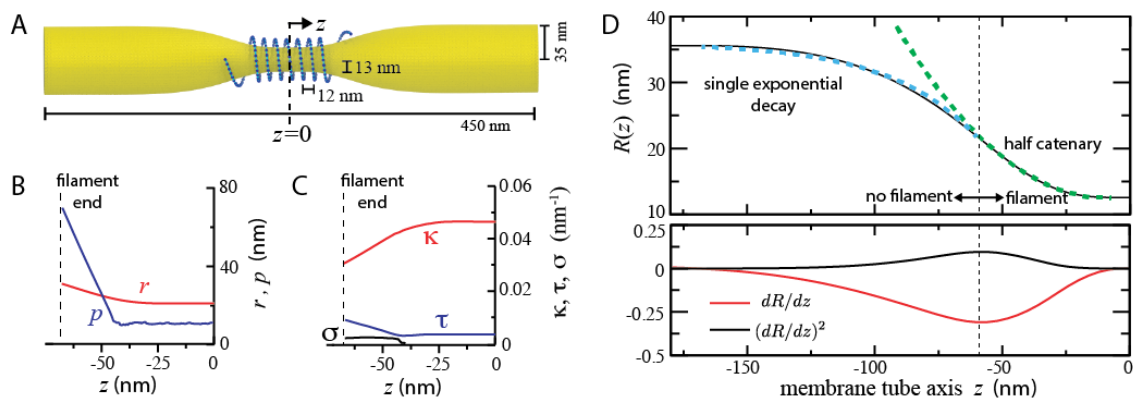 A
z
35 nm
13 nm
12 nm
z=0
450 nm
B
filament
end
80
40
0
r , p (nm)
r
p
-50
-25
0
z (nm)
C
filament
end
0.06
0.04
0.02
0
κ, τ, σ (nm⁻¹)
κ
σ
τ
-50
-25
0
z (nm)
D
40
30
20
10
R(z) (nm)
single exponential
decay
half catenary
no filament
filament
0.25
0
-0.25
-0.5
dR/dz
(dR/dz)²
-150
-100
-50
0
membrane tube axis z (nm)